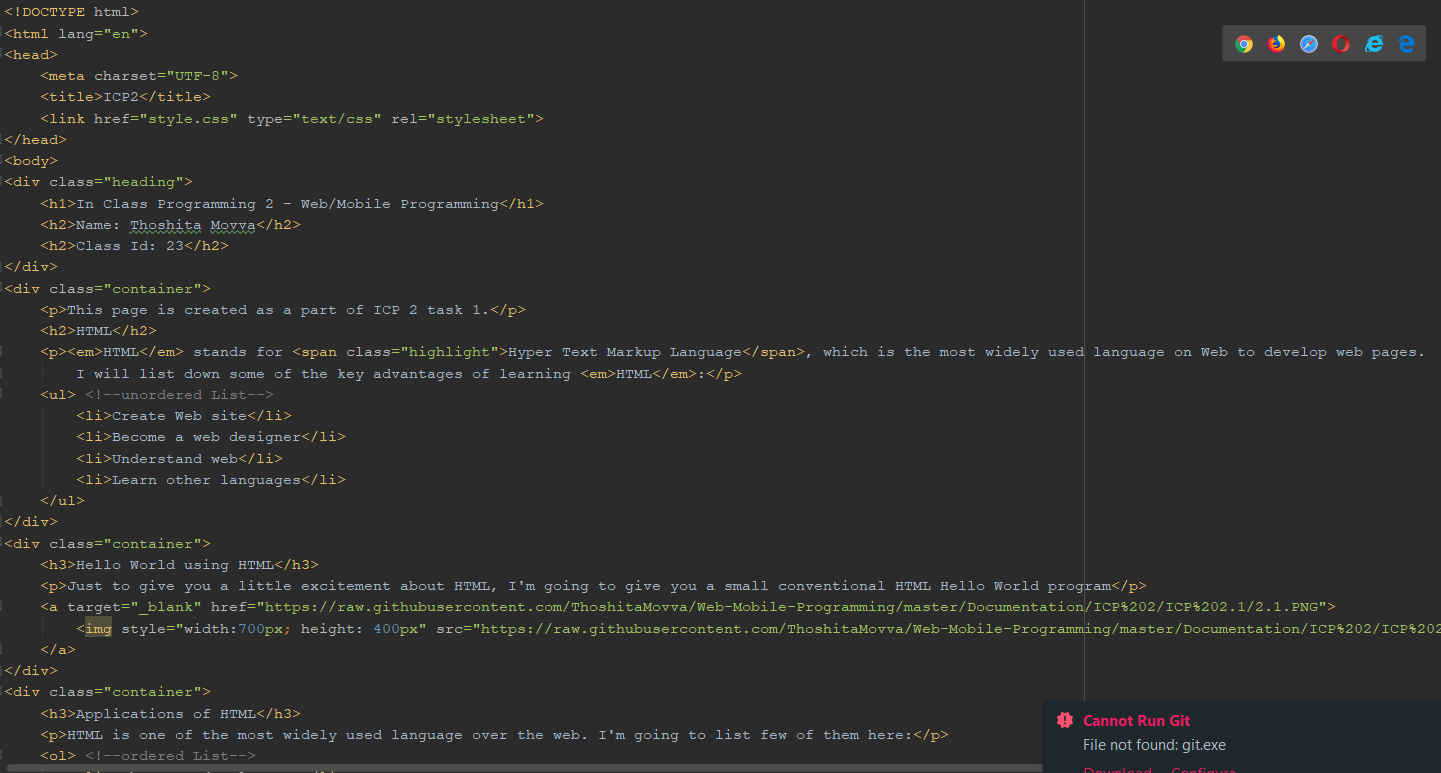 <!DOCTYPE html>
<html lang="en">
<head>
    <meta charset="UTF-8">
    <title>ICP2</title>
    <link href="style.css" type="text/css" rel="stylesheet">
</head>
<body>
<div class="heading">
    <h1>In Class Programming 2 - Web/Mobile Programming</h1>
    <h2>Name: Thoshita Movva</h2>
    <h2>Class Id: 23</h2>
</div>
<div class="container">
    <p>This page is created as a part of ICP 2 task 1.</p>
    <h2>HTML</h2>
    <p><em>HTML</em> stands for <span class="highlight">Hyper Text Markup Language</span>, which is the most widely used language on Web to develop web pages.
        I will list down some of the key advantages of learning <em>HTML</em>:</p>
    <ul> <!--unordered List-->
        <li>Create Web site</li>
        <li>Become a web designer</li>
        <li>Understand web</li>
        <li>Learn other languages</li>
    </ul>
</div>
<div class="container">
    <h3>Hello World using HTML</h3>
    <p>Just to give you a little excitement about HTML, I'm going to give you a small conventional HTML Hello World program</p>
    <a target="_blank" href="https://raw.githubusercontent.com/ThoshitaMovva/Web-Mobile-Programming/master/Documentation/ICP%202/ICP%202.1/2.1.PNG">
        <img style="width:700px; height: 400px" src="https://raw.githubusercontent.com/ThoshitaMovva/Web-Mobile-Programming/master/Documentation/ICP%202/ICP%202
    </a>
</div>
<div class="container">
    <h3>Applications of HTML</h3>
    <p>HTML is one of the most widely used language over the web. I'm going to list few of them here:</p>
    <ol> <!--ordered List-->
Cannot Run Git
File not found: git.exe
Download Configure